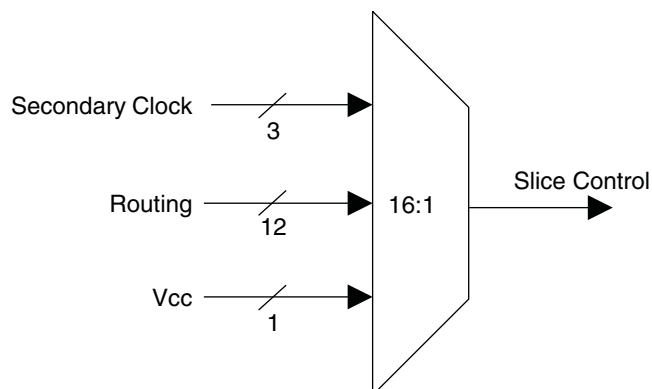 Secondary Clock
3
Routing
12
Vcc
1
16:1
Slice Control